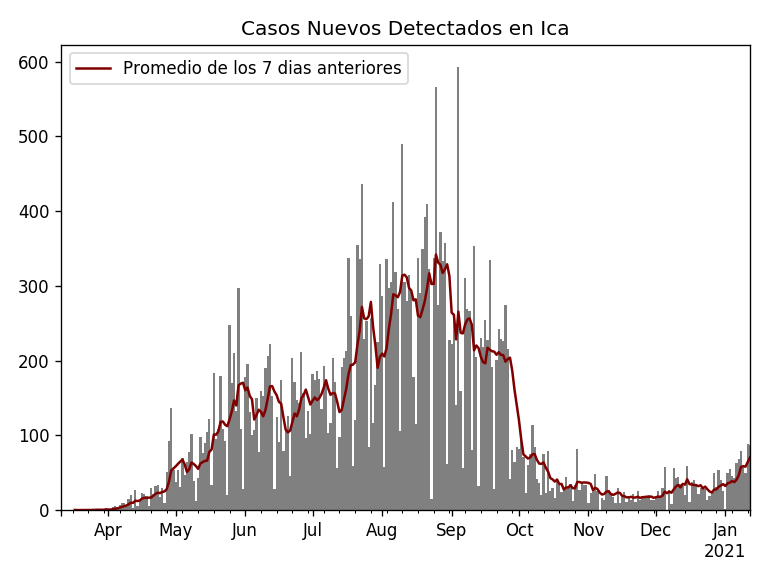 Casos Nuevos Detectados en Ica
Promedio de los 7 dias anteriores
600
500
400
300
200
100
0
Apr May Jun Jul Aug Sep Oct Nov Dec Jan
2021